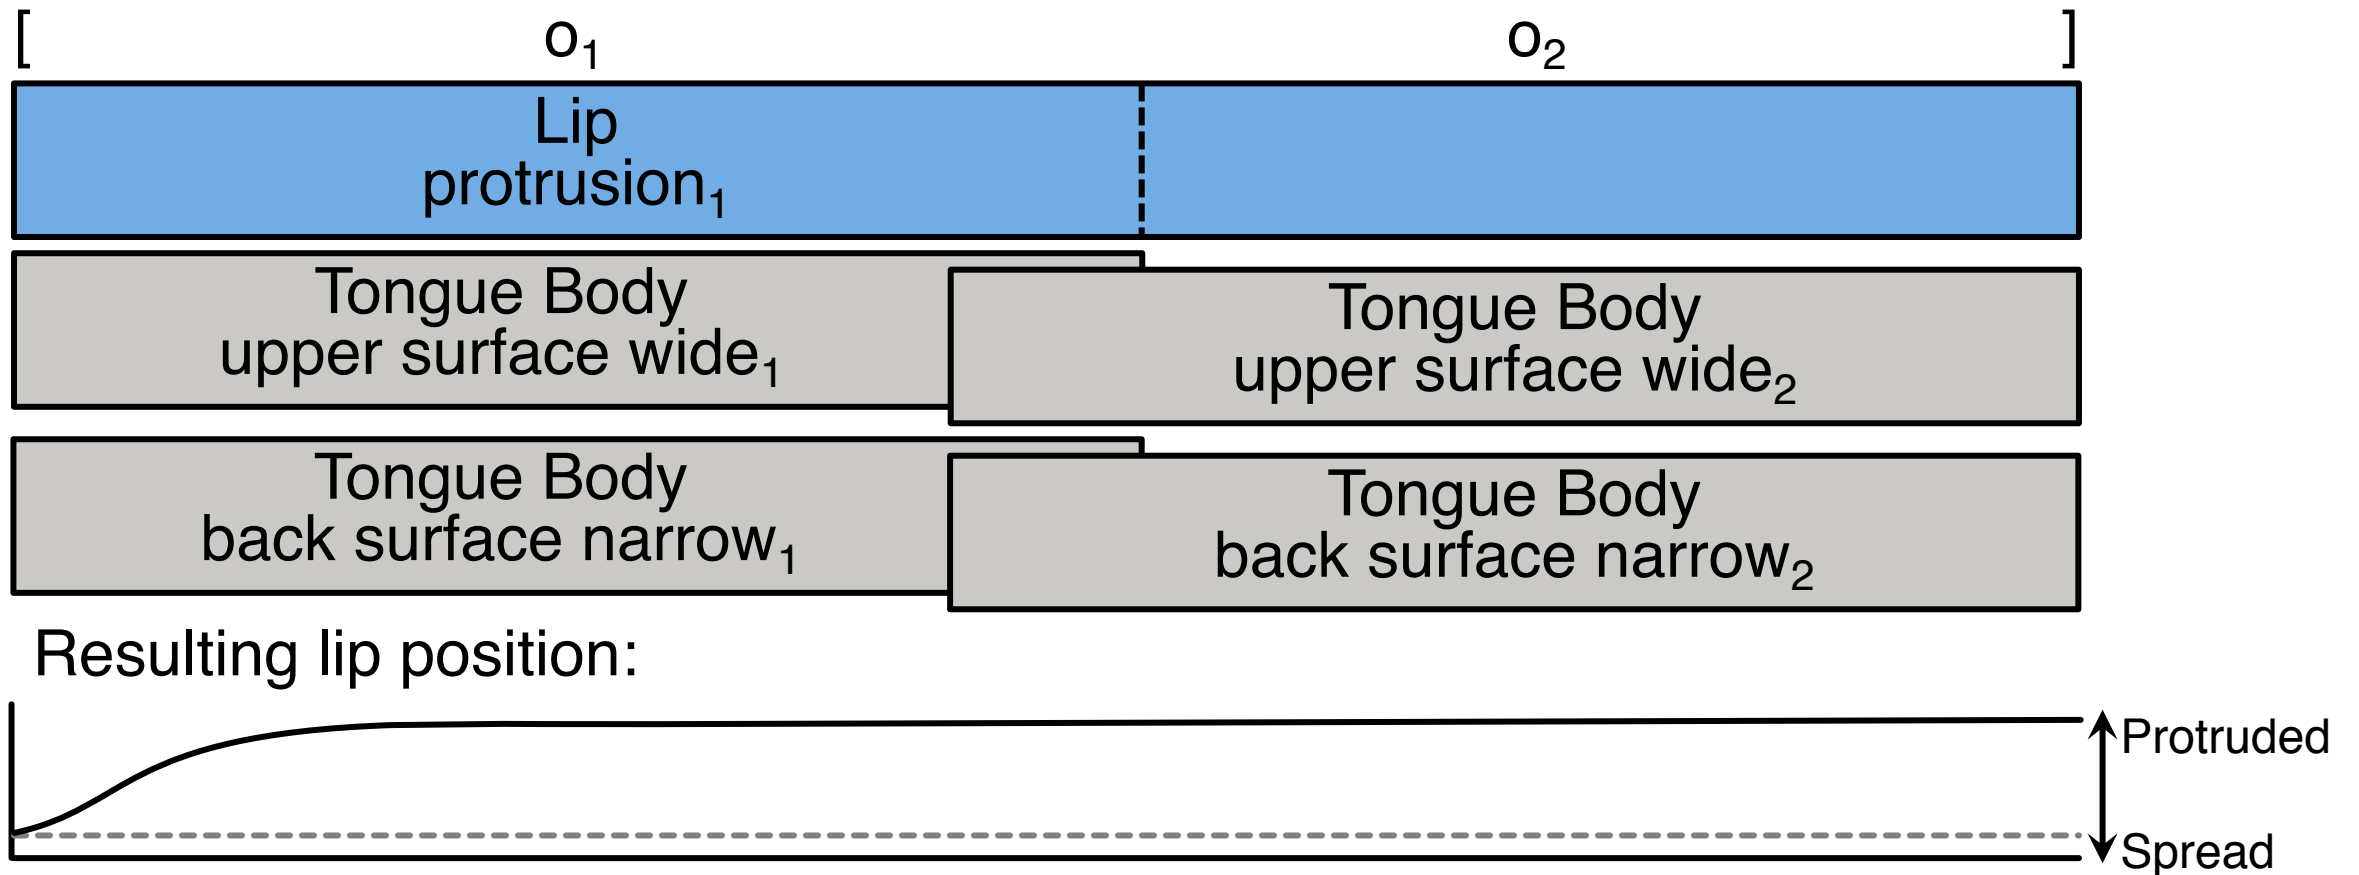 [ o₁ o₂ ]
Lip
protrusion₁
Tongue Body
upper surface wide₁
Tongue Body
upper surface wide₂
Tongue Body
back surface narrow₁
Tongue Body
back surface narrow₂
Resulting lip position:
Protruded
Spread